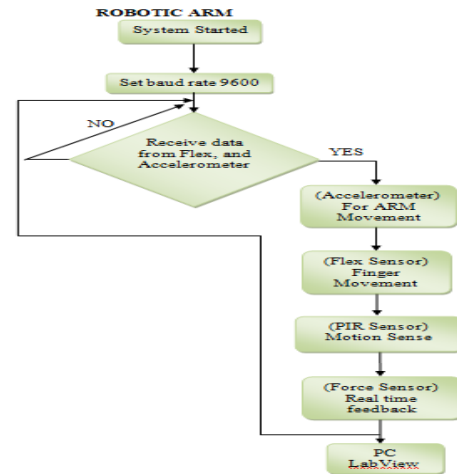 ROBOTIC ARM
System Started
Set baud rate 9600
NO
Receive data
from Flex, and
Accelerometer
YES
(Accelerometer)
For ARM
Movement
(Flex Sensor)
Finger
Movement
(PIR Sensor)
Motion Sense
(Force Sensor)
Real time
feedback
PC
LabView